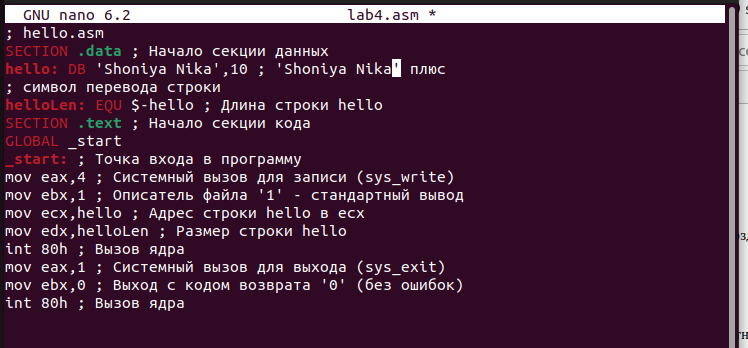 GNU nano 6.2 lab4.asm *
; hello.asm
SECTION .data ; Начало секции данных
hello: DB 'Shoniya Nika',10 ; 'Shoniya Nika' плюс
; символ перевода строки
helloLen: EQU $-hello ; Длина строки hello
SECTION .text ; Начало секции кода
GLOBAL _start
_start: ; Точка входа в программу
mov eax,4 ; Системный вызов для записи (sys_write)
mov ebx,1 ; Описатель файла '1' - стандартный вывод
mov ecx,hello ; Адрес строки hello в ecx
mov edx,helloLen ; Размер строки hello
int 80h ; Вызов ядра
mov eax,1 ; Системный вызов для выхода (sys_exit)
mov ebx,0 ; Выход с кодом возврата '0' (без ошибок)
int 80h ; Вызов ядра